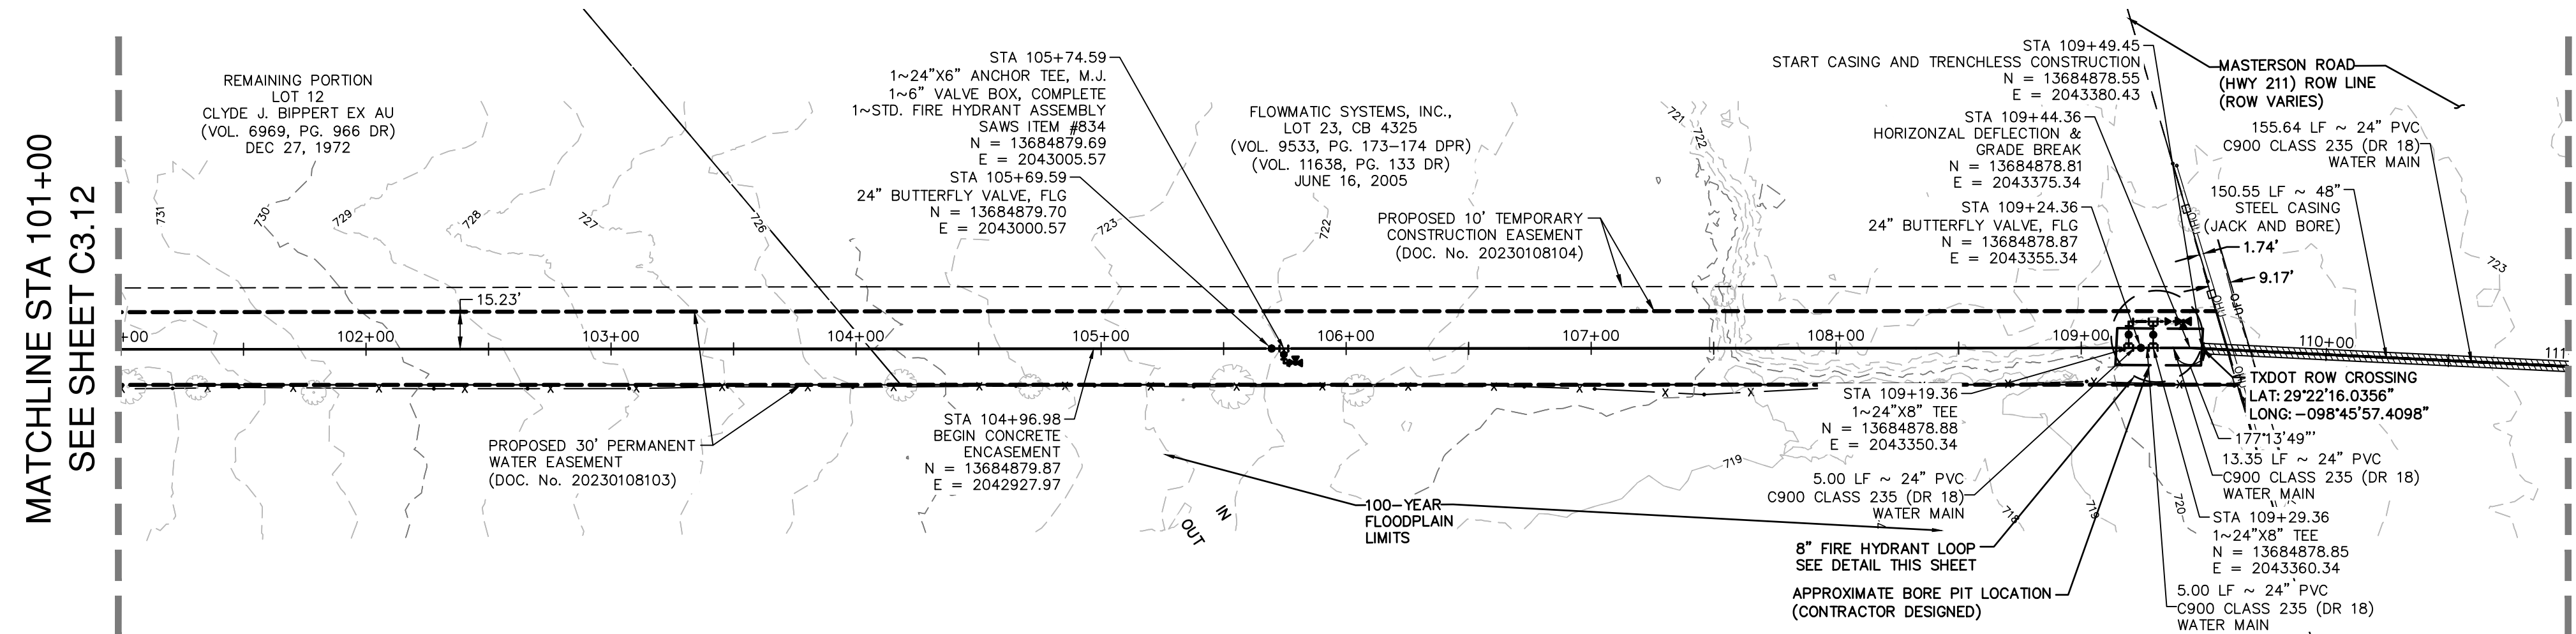 MATCHLINE STA 101+00
SEE SHEET C3.12
REMAINING PORTION
LOT 12
CLYDE J. BIPPERT EX AU
(VOL. 6969, PG. 966 DR)
DEC 27, 1972
731
730
729
728
727
726
723
722
721
722
15.23'
+00
102+00
103+00
104+00
105+00
106+00
107+00
108+00
109+00
110+00
111
PROPOSED 30' PERMANENT
WATER EASEMENT
(DOC. No. 20230108103)
STA 105+74.59
1~24"X6" ANCHOR TEE, M.J.
1~6" VALVE BOX, COMPLETE
1~STD. FIRE HYDRANT ASSEMBLY
SAWS ITEM #834
N = 13684879.69
E = 2043005.57
STA 105+69.59
24" BUTTERFLY VALVE, FLG
N = 13684879.70
E = 2043000.57
STA 104+96.98
BEGIN CONCRETE
ENCASEMENT
N = 13684879.87
E = 2042927.97
FLOWMATIC SYSTEMS, INC.,
LOT 23, CB 4325
(VOL. 9533, PG. 173-174 DPR)
(VOL. 11638, PG. 133 DR)
JUNE 16, 2005
PROPOSED 10' TEMPORARY
CONSTRUCTION EASEMENT
(DOC. No. 20230108104)
IN
OUT
100-YEAR
FLOODPLAIN
LIMITS
719
718
719
720
723
STA 109+49.45
START CASING AND TRENCHLESS CONSTRUCTION
N = 13684878.55
E = 2043380.43
STA 109+44.36
HORIZONZAL DEFLECTION &
GRADE BREAK
N = 13684878.81
E = 2043375.34
STA 109+24.36
24" BUTTERFLY VALVE, FLG
N = 13684878.87
E = 2043355.34
MASTERSON ROAD
(HWY 211) ROW LINE
(ROW VARIES)
155.64 LF ~ 24" PVC
C900 CLASS 235 (DR 18)
WATER MAIN
150.55 LF ~ 48"
STEEL CASING
(JACK AND BORE)
1.74'
9.17'
STA 109+19.36
1~24"X8" TEE
N = 13684878.88
E = 2043350.34
5.00 LF ~ 24" PVC
C900 CLASS 235 (DR 18)
WATER MAIN
8" FIRE HYDRANT LOOP
SEE DETAIL THIS SHEET
APPROXIMATE BORE PIT LOCATION
(CONTRACTOR DESIGNED)
TXDOT ROW CROSSING
LAT: 29°22'16.0356"
LONG: -098°45'57.4098"
177°13'49"
13.35 LF ~ 24" PVC
C900 CLASS 235 (DR 18)
WATER MAIN
STA 109+29.36
1~24"X8" TEE
N = 13684878.85
E = 2043360.34
5.00 LF ~ 24" PVC
C900 CLASS 235 (DR 18)
WATER MAIN